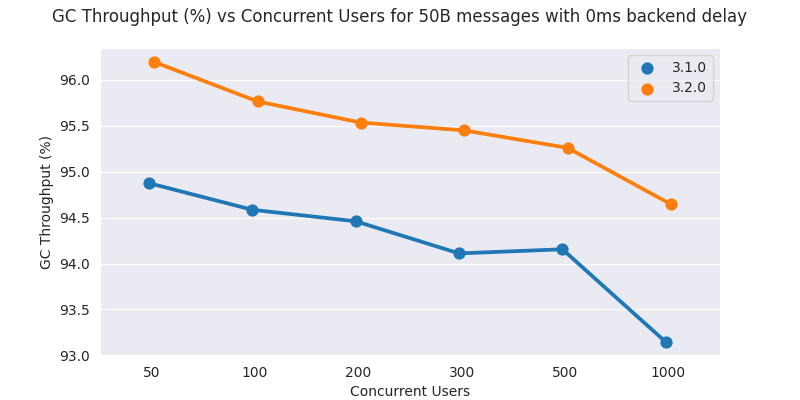 GC Throughput (%) vs Concurrent Users for 50B messages with 0ms backend delay
3.1.0
3.2.0
GC Throughput (%)
96.0
95.5
95.0
94.5
94.0
93.5
93.0
50 100 200 300 500 1000
Concurrent Users